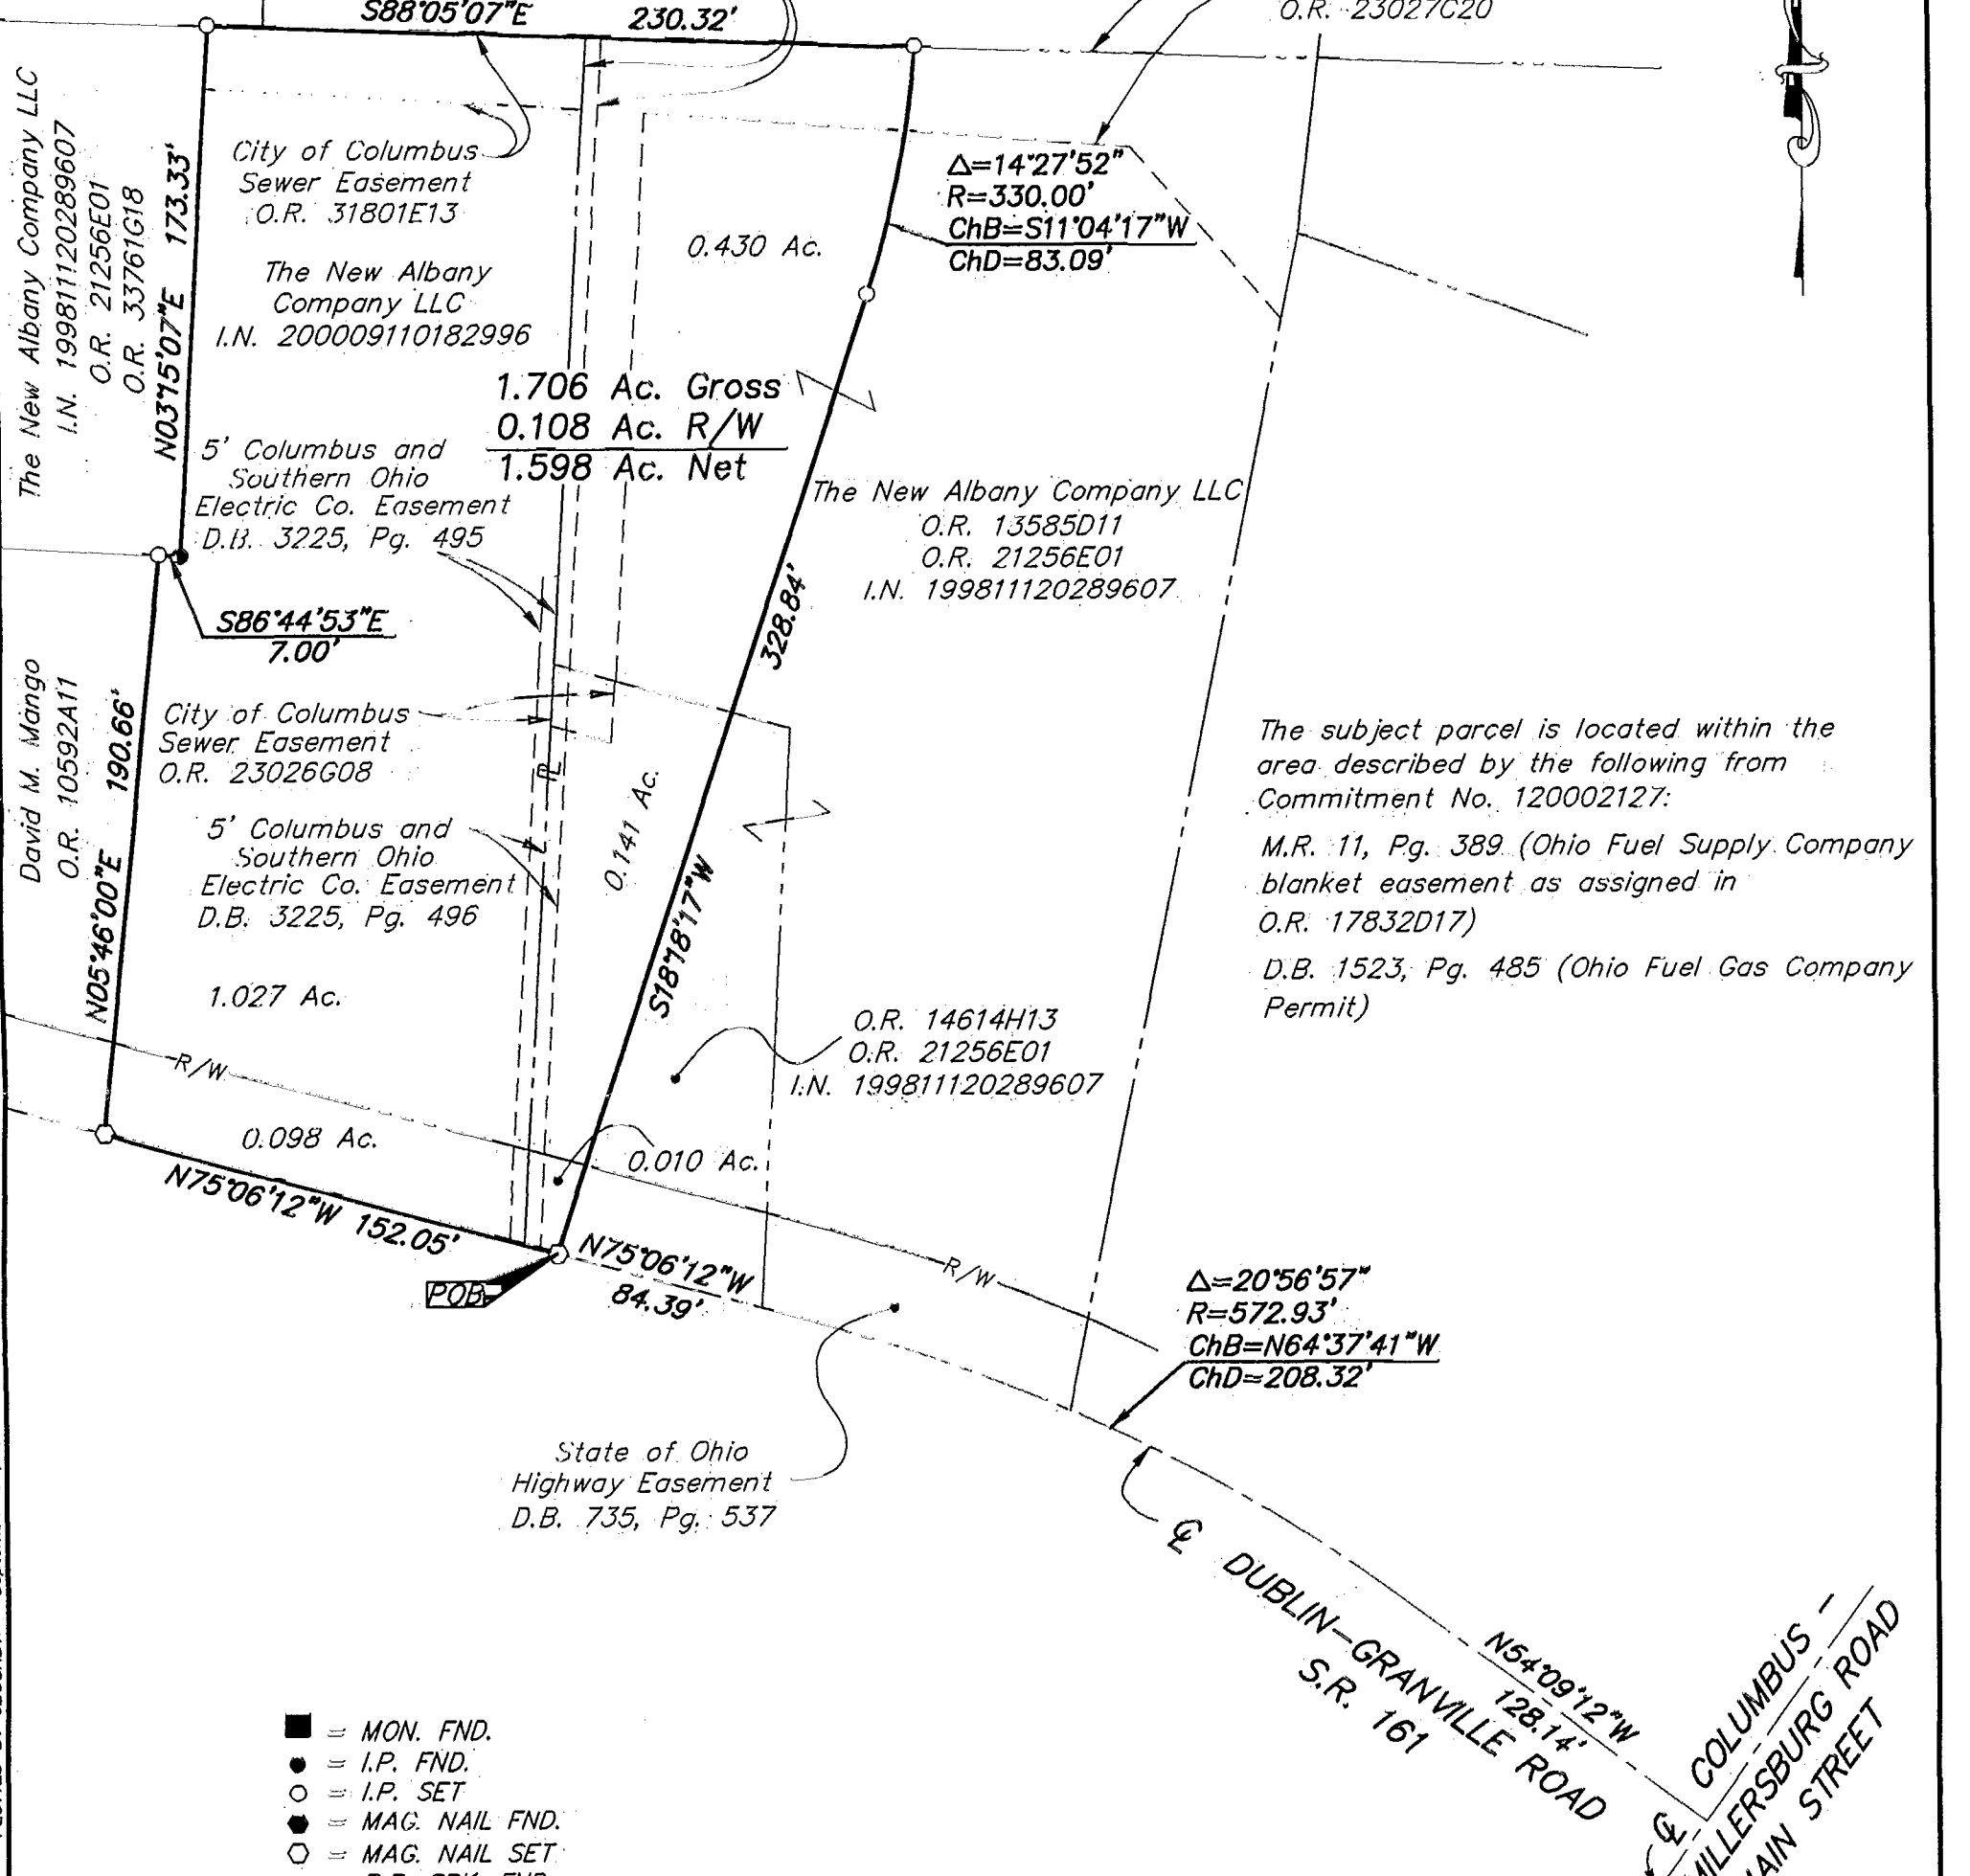 S88°05'07"E 230.32'
O.R. 23027C20
The New Albany Company LLC
I.N. 199811120289607
O.R. 21256E01
O.R. 33761G18
N03°15'07"E 173.33'
City of Columbus
Sewer Easement
O.R. 31801E13
The New Albany
Company LLC
I.N. 200009110182996
0.430 Ac.
Δ=14°27'52"
R=330.00'
ChB=S11°04'17"W
ChD=83.09'
1.706 Ac. Gross
0.108 Ac. R/W
1.598 Ac. Net
5' Columbus and
Southern Ohio
Electric Co. Easement
D.B. 3225, Pg. 495
The New Albany Company LLC
O.R. 13585D11
O.R. 21256E01
I.N. 199811120289607
328.84'
S18°18'17"W
S86°44'53"E
7.00'
David M. Mango
O.R. 10592A11
N05°46'00"E 190.66'
City of Columbus
Sewer Easement
O.R. 23026G08
5' Columbus and
Southern Ohio
Electric Co. Easement
D.B. 3225, Pg. 496
0.141 Ac.
1.027 Ac.
The subject parcel is located within the
area described by the following from
Commitment No. 120002127:
M.R. 11, Pg. 389 (Ohio Fuel Supply Company
blanket easement as assigned in
O.R. 17832D17)
D.B. 1523, Pg. 485 (Ohio Fuel Gas Company
Permit)
O.R. 14614H13
O.R. 21256E01
I.N. 199811120289607
R/W
0.098 Ac.
0.010 Ac.
N75°06'12"W 152.05'
POB
N75°06'12"W
84.39'
R/W
Δ=20°56'57"
R=572.93'
ChB=N64°37'41"W
ChD=208.32'
State of Ohio
Highway Easement
D.B. 735, Pg. 537
℄ DUBLIN-GRANVILLE ROAD
S.R. 161
N54°09'12"W
128.14'
℄ COLUMBUS -
MILLERSBURG ROAD
MAIN STREET
■ = MON. FND.
● = I.P. FND.
○ = I.P. SET
⬢ = MAG. NAIL FND.
⬡ = MAG. NAIL SET